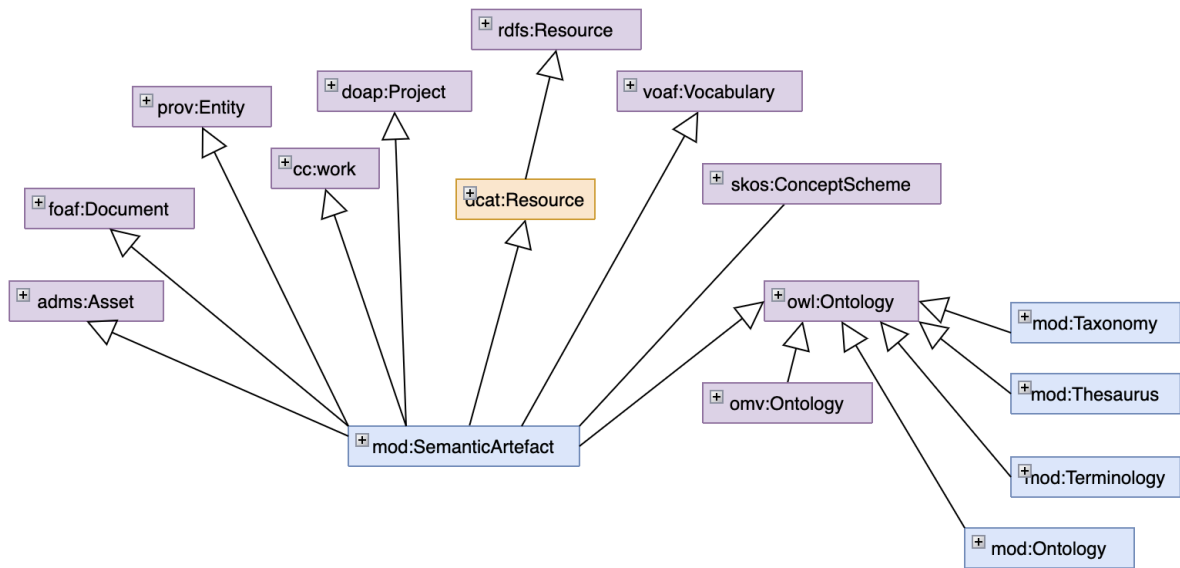 rdfs:Resource
doap:Project
voaf:Vocabulary
prov:Entity
cc:work
skos:ConceptScheme
dcat:Resource
foaf:Document
adms:Asset
owl:Ontology
mod:Taxonomy
mod:Thesaurus
omv:Ontology
mod:SemanticArtefact
mod:Terminology
mod:Ontology